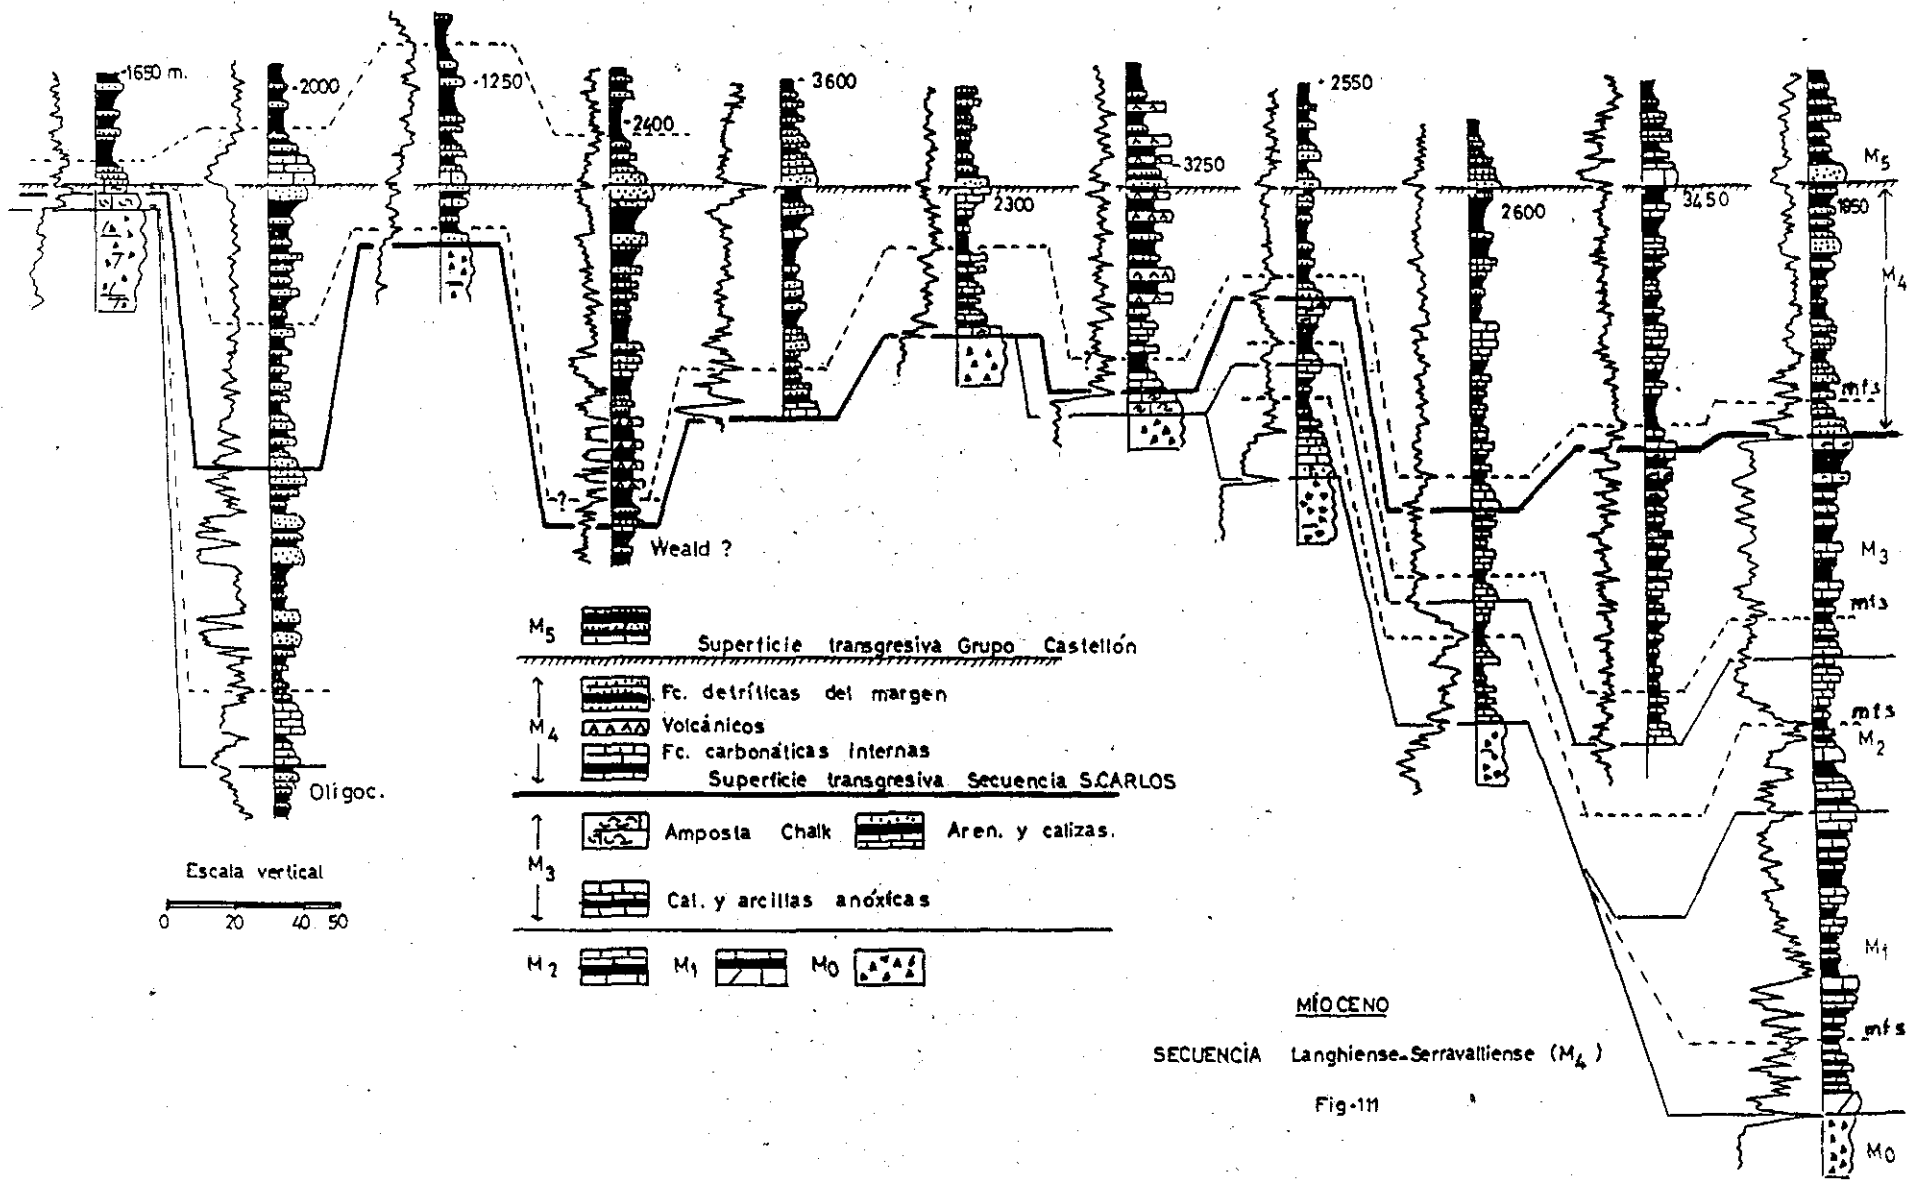 1650 m.
2000
1250
2400
3600
2300
3250
2550
2600
3450
1850
M5
M4
mfs
M3
mfs
mfs
M2
M1
mfs
M0
?
Weald ?
Oligoc.
M5
Superficie transgresiva Grupo Castellón
M4
Fc. detríticas del margen
Volcánicos
Fc. carbonáticas internas
Superficie transgresiva Secuencia S.CARLOS
M3
Amposta Chalk
Aren. y calizas.
Cal. y arcillas anóxicas
M2 M1 M0
Escala vertical
0 20 40 50
MÍOCENO
SECUENCIA Langhiense-Serravalliense (M4)
Fig-111